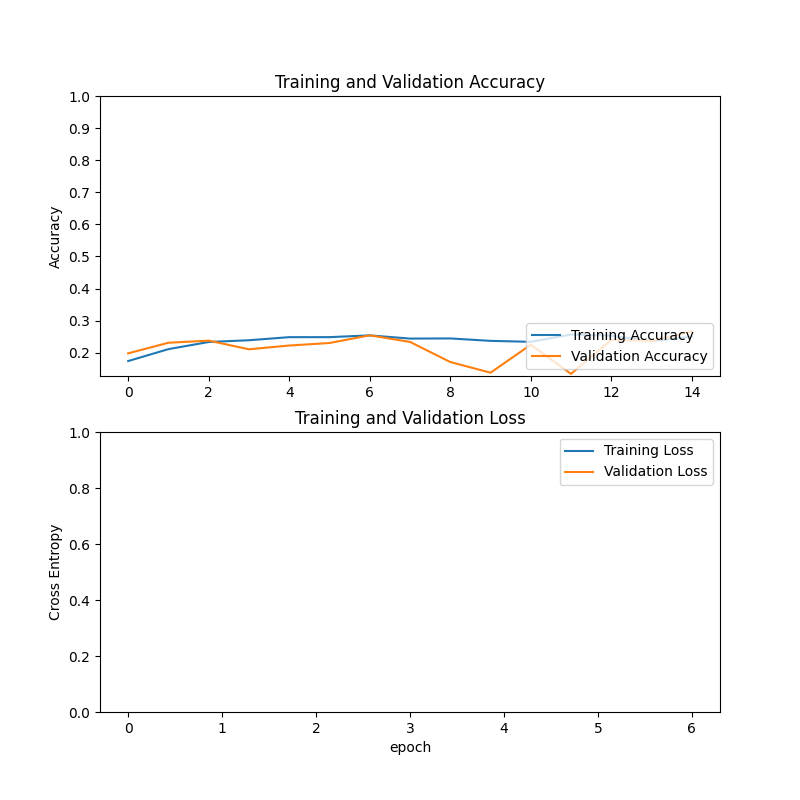 Training and Validation Accuracy
1.0
0.9
0.8
0.7
0.6
0.5
0.4
0.3
0.2
Accuracy
Training Accuracy
Validation Accuracy
0 2 4 6 8 10 12 14
Training and Validation Loss
1.0
0.8
0.6
0.4
0.2
0.0
Cross Entropy
Training Loss
Validation Loss
0 1 2 3 4 5 6
epoch